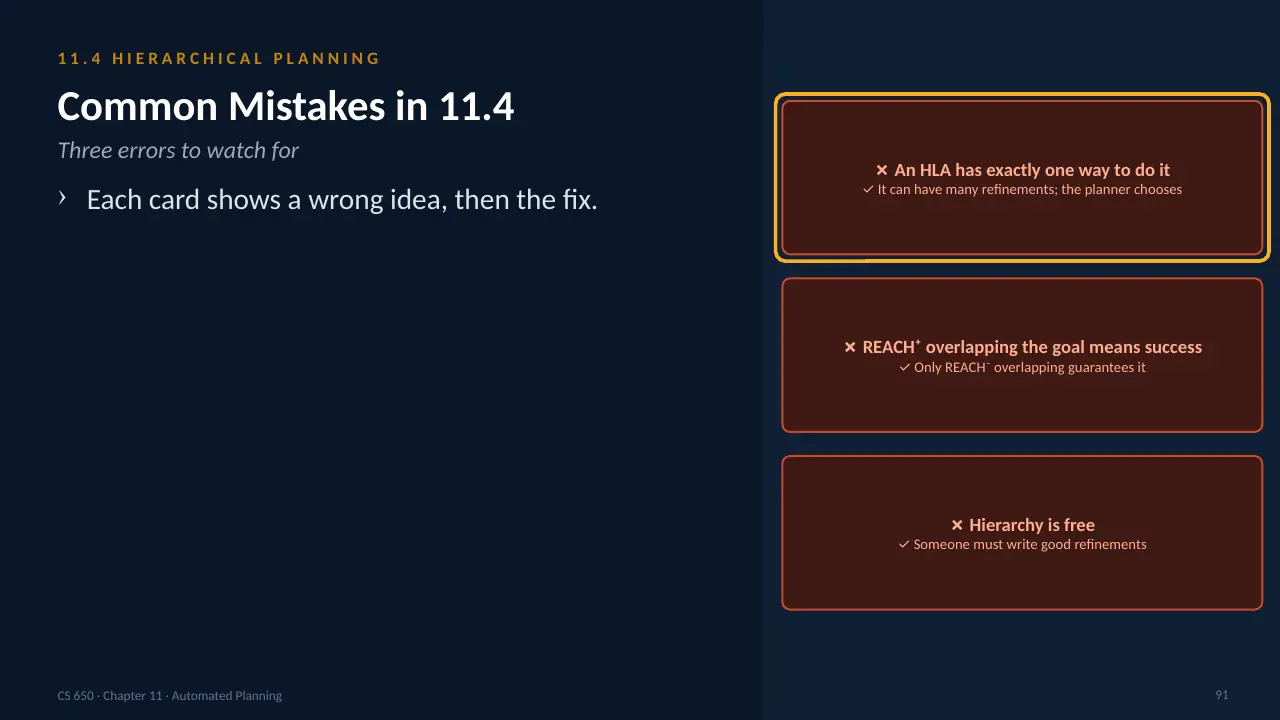 11.4 HIERARCHICAL PLANNING
Common Mistakes in 11.4
Three errors to watch for
› Each card shows a wrong idea, then the fix.
× An HLA has exactly one way to do it
✓ It can have many refinements; the planner chooses
× REACH⁺ overlapping the goal means success
✓ Only REACH⁻ overlapping guarantees it
× Hierarchy is free
✓ Someone must write good refinements
CS 650 · Chapter 11 · Automated Planning
91